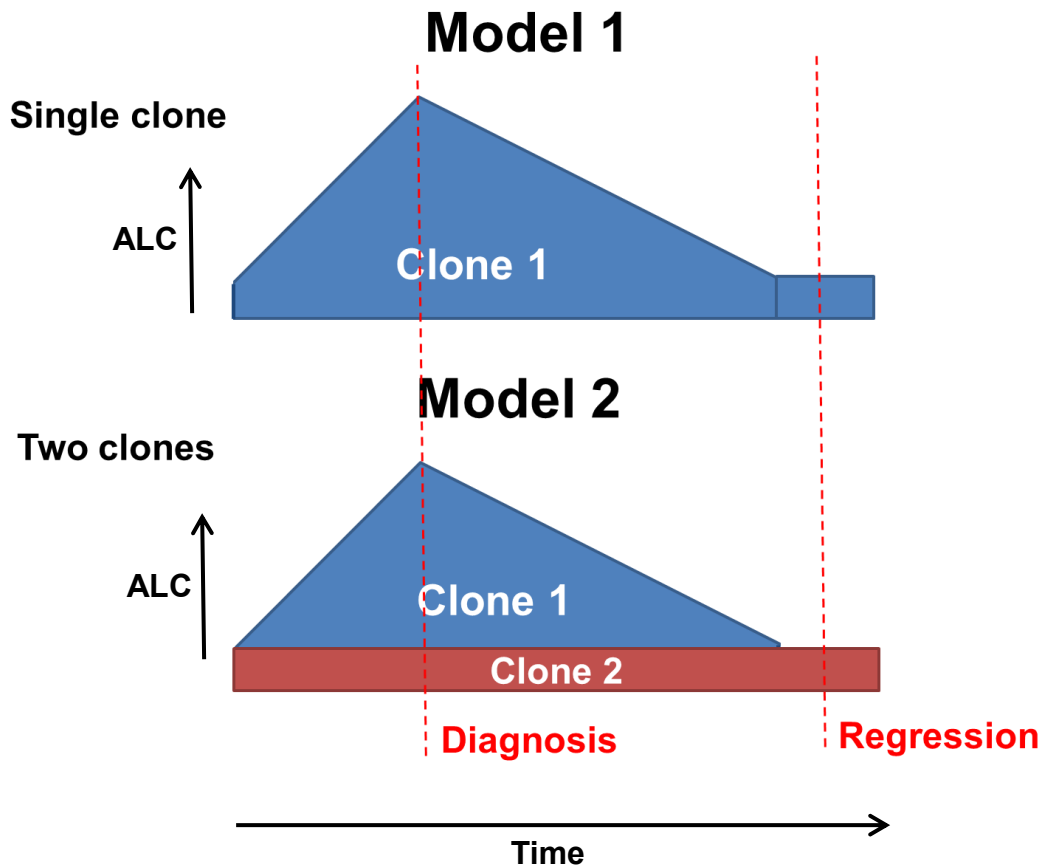 Model 1
Single clone
ALC
Clone 1
Model 2
Two clones
ALC
Clone 1
Clone 2
Diagnosis
Regression
Time